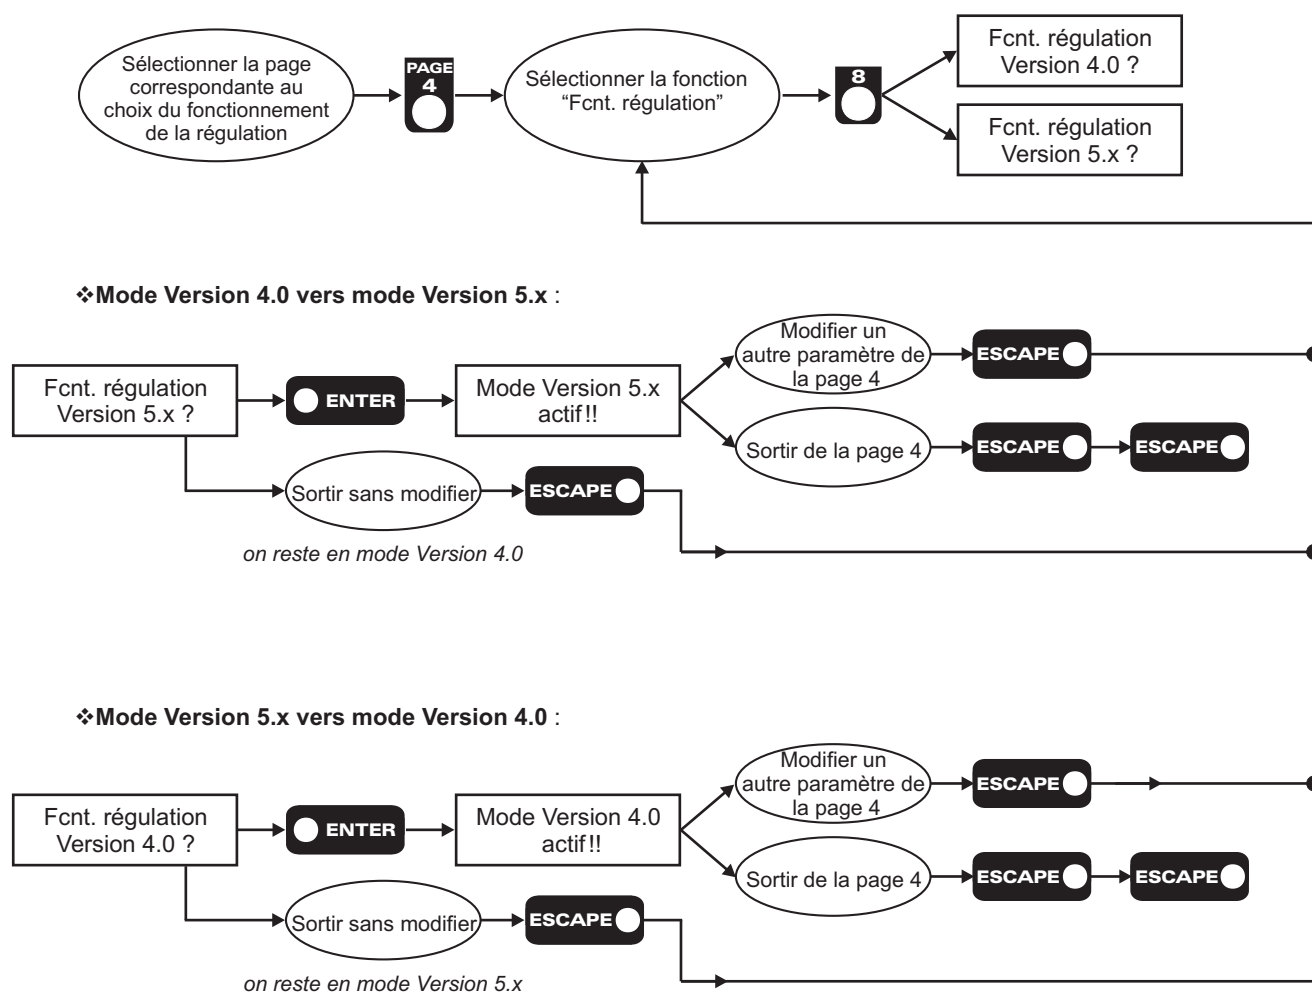 Sélectionner la page
correspondante au
choix du fonctionnement
de la régulation
PAGE
4
Sélectionner la fonction
“Fcnt. régulation”
8
Fcnt. régulation
Version 4.0 ?
Fcnt. régulation
Version 5.x ?
❖Mode Version 4.0 vers mode Version 5.x :
Fcnt. régulation
Version 5.x ?
ENTER
Mode Version 5.x
actif!!
Modifier un
autre paramètre de
la page 4
ESCAPE
Sortir de la page 4
ESCAPE
ESCAPE
Sortir sans modifier
ESCAPE
on reste en mode Version 4.0
❖Mode Version 5.x vers mode Version 4.0 :
Fcnt. régulation
Version 4.0 ?
ENTER
Mode Version 4.0
actif!!
Modifier un
autre paramètre de
la page 4
ESCAPE
Sortir de la page 4
ESCAPE
ESCAPE
Sortir sans modifier
ESCAPE
on reste en mode Version 5.x